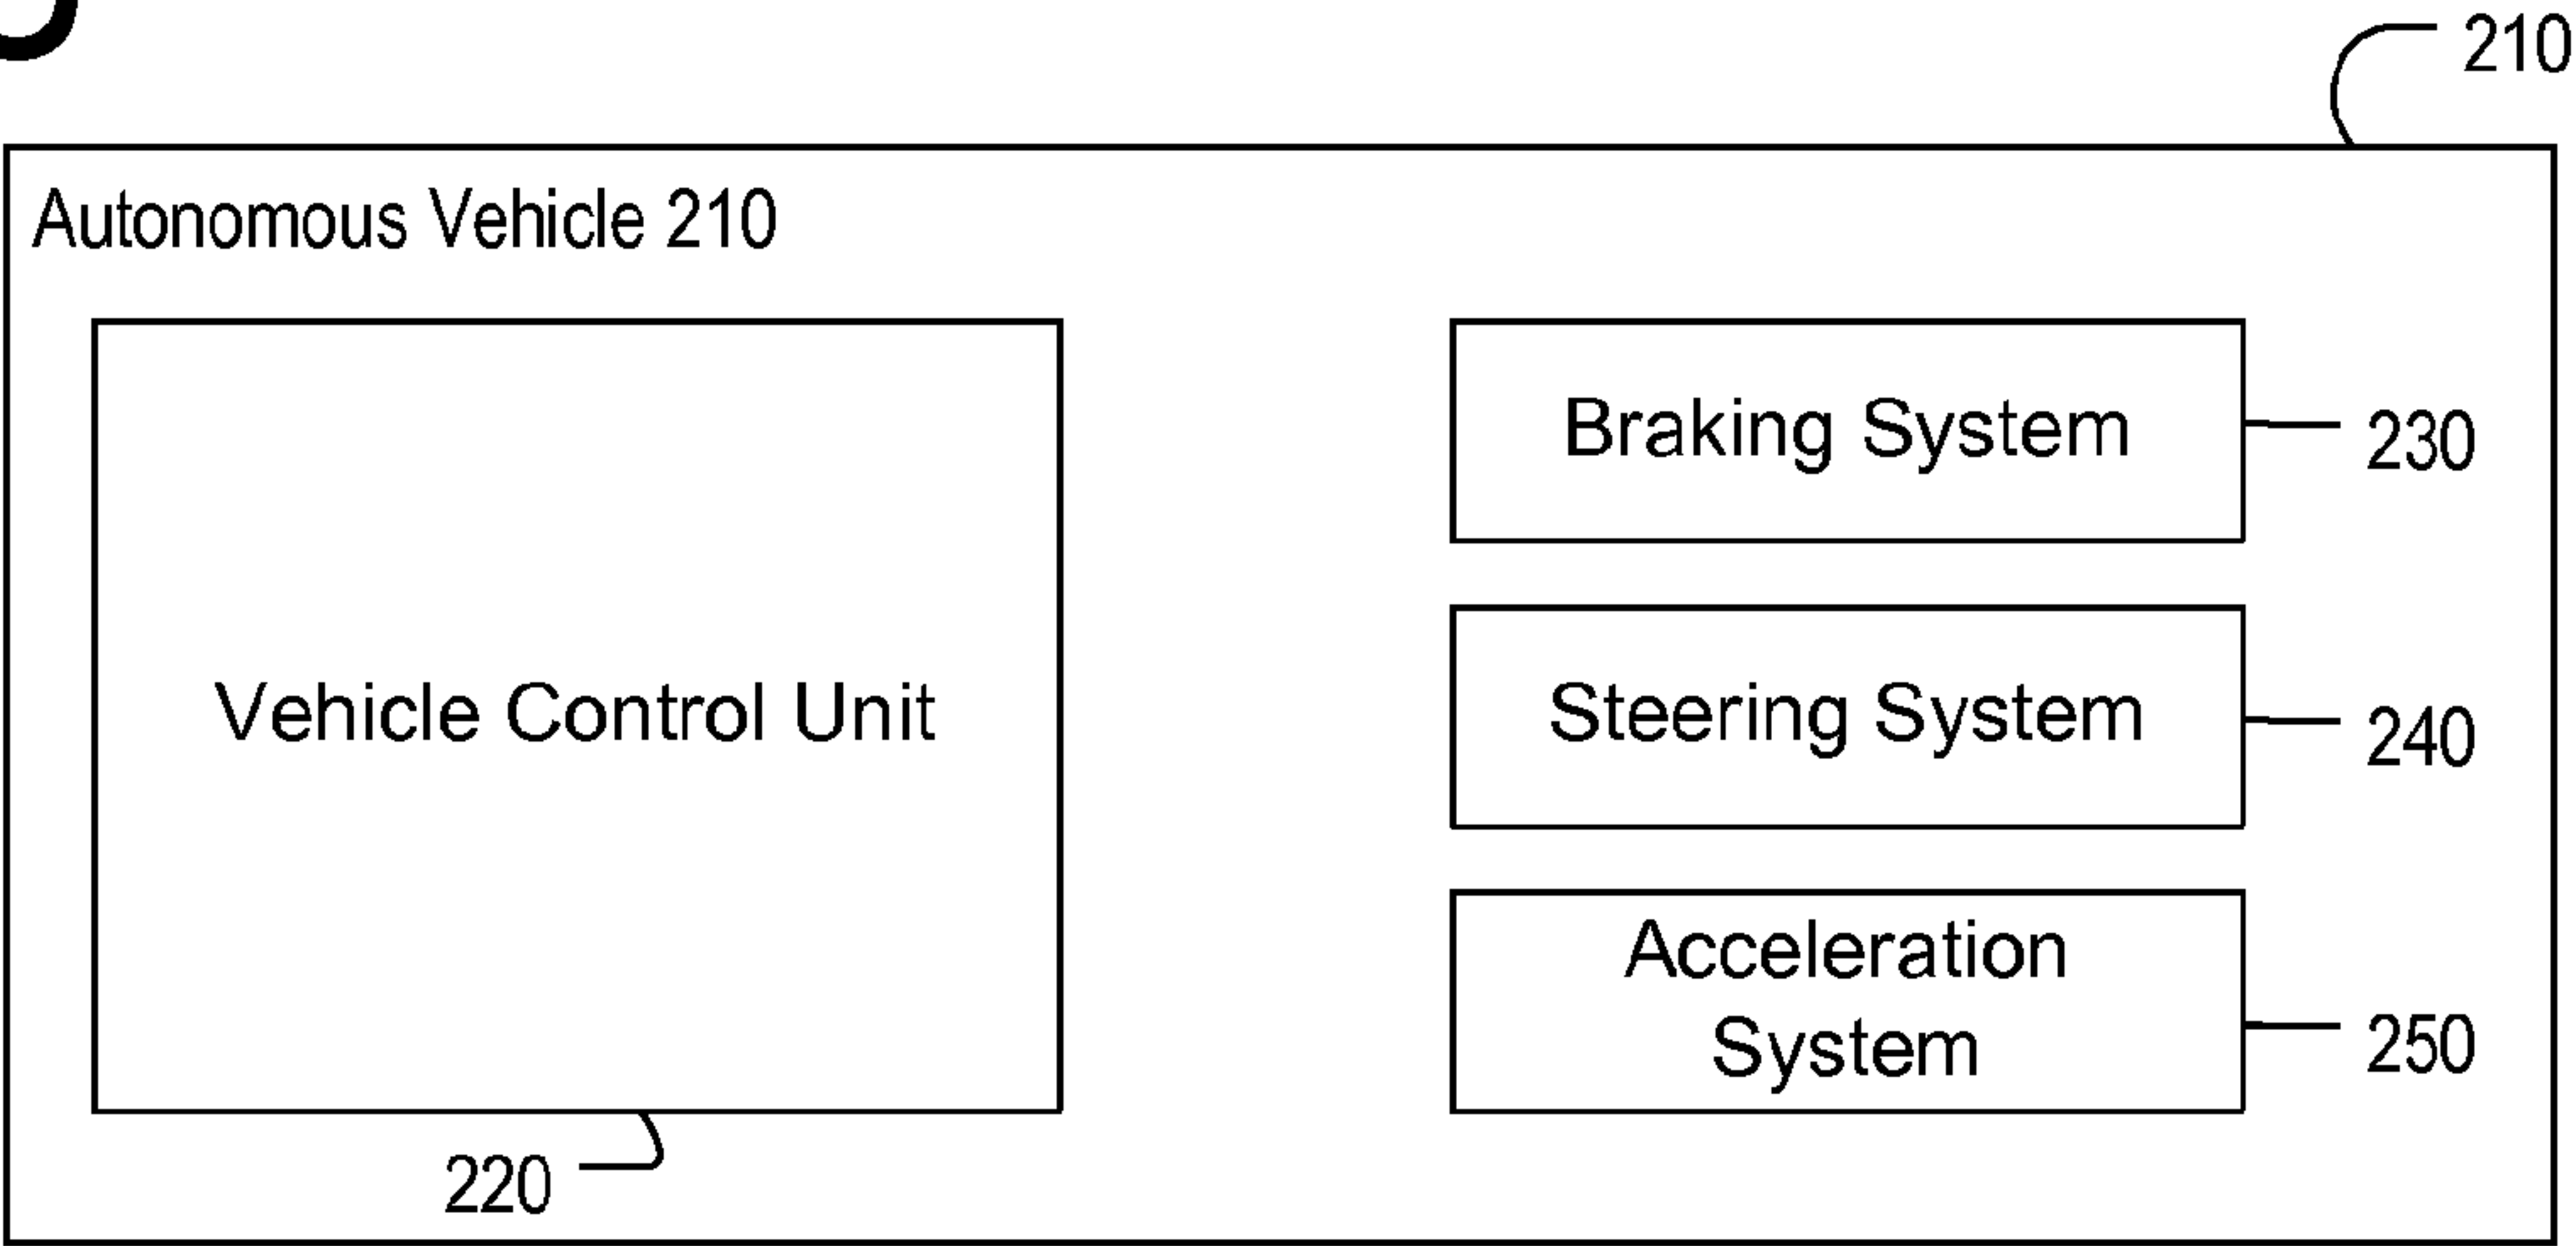 210
Autonomous Vehicle 210
Vehicle Control Unit
220
Braking System
230
Steering System
240
Acceleration
System
250